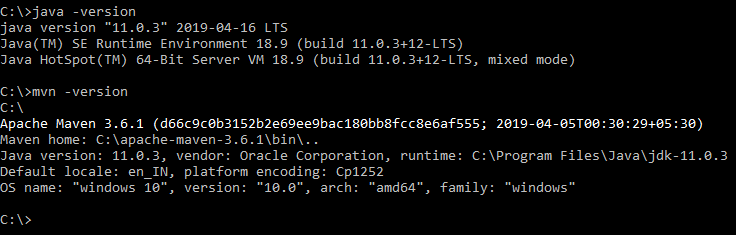 C:\>java -version
java version "11.0.3" 2019-04-16 LTS
Java(TM) SE Runtime Environment 18.9 (build 11.0.3+12-LTS)
Java HotSpot(TM) 64-Bit Server VM 18.9 (build 11.0.3+12-LTS, mixed mode)
C:\>mvn -version
C:\
Apache Maven 3.6.1 (d66c9c0b3152b2e69ee9bac180bb8fcc8e6af555; 2019-04-05T00:30:29+05:30)
Maven home: C:\apache-maven-3.6.1\bin\..
Java version: 11.0.3, vendor: Oracle Corporation, runtime: C:\Program Files\Java\jdk-11.0.3
Default locale: en_IN, platform encoding: Cp1252
OS name: "windows 10", version: "10.0", arch: "amd64", family: "windows"
C:\>